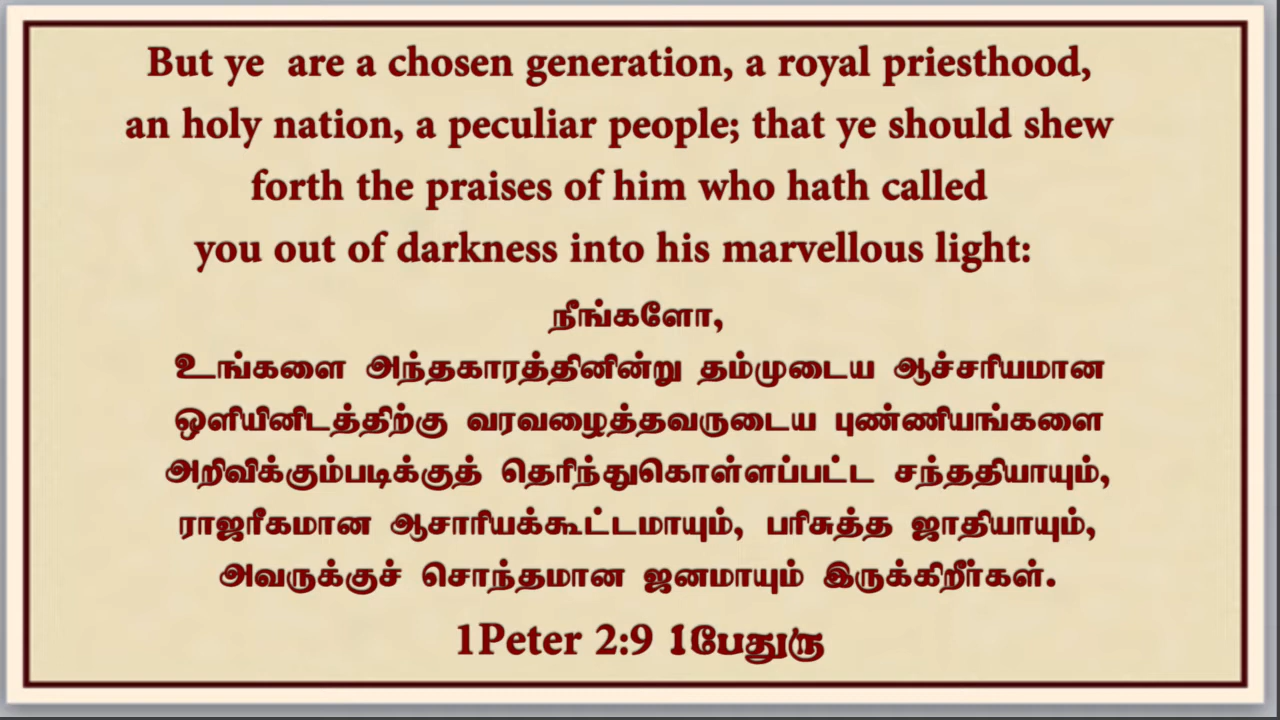 But ye are a chosen generation, a royal priesthood,
an holy nation, a peculiar people; that ye should shew
forth the praises of him who hath called
you out of darkness into his marvellous light:
நீங்களோ,
உங்களை அந்தகாரத்தினின்று தம்முடைய ஆச்சரியமான
ஒளியினிடத்திற்கு வரவழைத்தவருடைய புண்ணியங்களை
அறிவிக்கும்படிக்குத் தெரிந்துகொள்ளப்பட்ட சந்ததியாயும்,
ராஜரீகமான ஆசாரியக்கூட்டமாயும், பரிசுத்த ஜாதியாயும்,
அவருக்குச் சொந்தமான ஜனமாயும் இருக்கிறீர்கள்.
1Peter 2:9 1பேதுரு